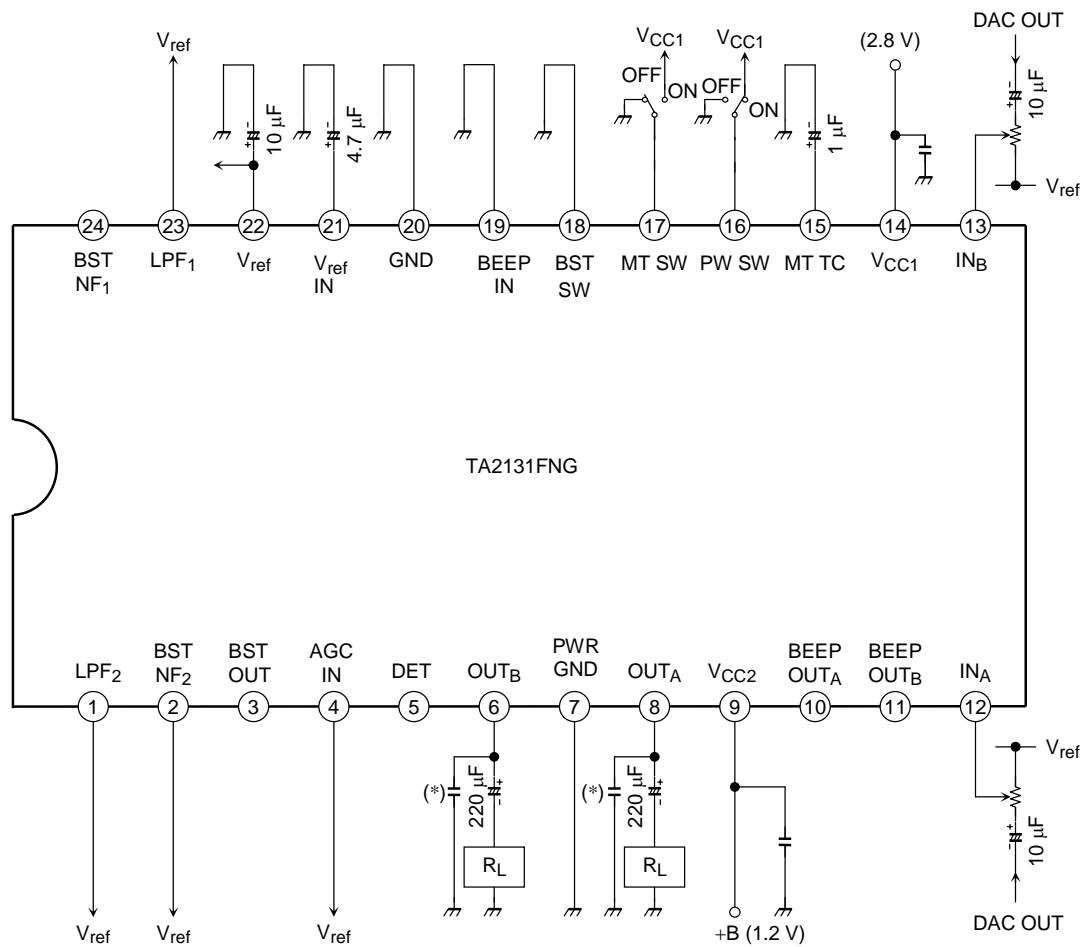 DAC OUT
Vref
VCC1
VCC1
(2.8 V)
OFF
ON
OFF
ON
10 μF
4.7 μF
1 μF
10 μF
Vref
24
23
22
21
20
19
18
17
16
15
14
13
BST NF1
LPF1
Vref
Vref IN
GND
BEEP IN
BST SW
MT SW
PW SW
MT TC
VCC1
INB
TA2131FNG
LPF2
BST NF2
BST OUT
AGC IN
DET
OUTB
PWR GND
OUTA
VCC2
BEEP OUTA
BEEP OUTB
INA
1
2
3
4
5
6
7
8
9
10
11
12
Vref
(*)
220 μF
(*)
220 μF
10 μF
RL
RL
Vref
Vref
Vref
+B (1.2 V)
DAC OUT